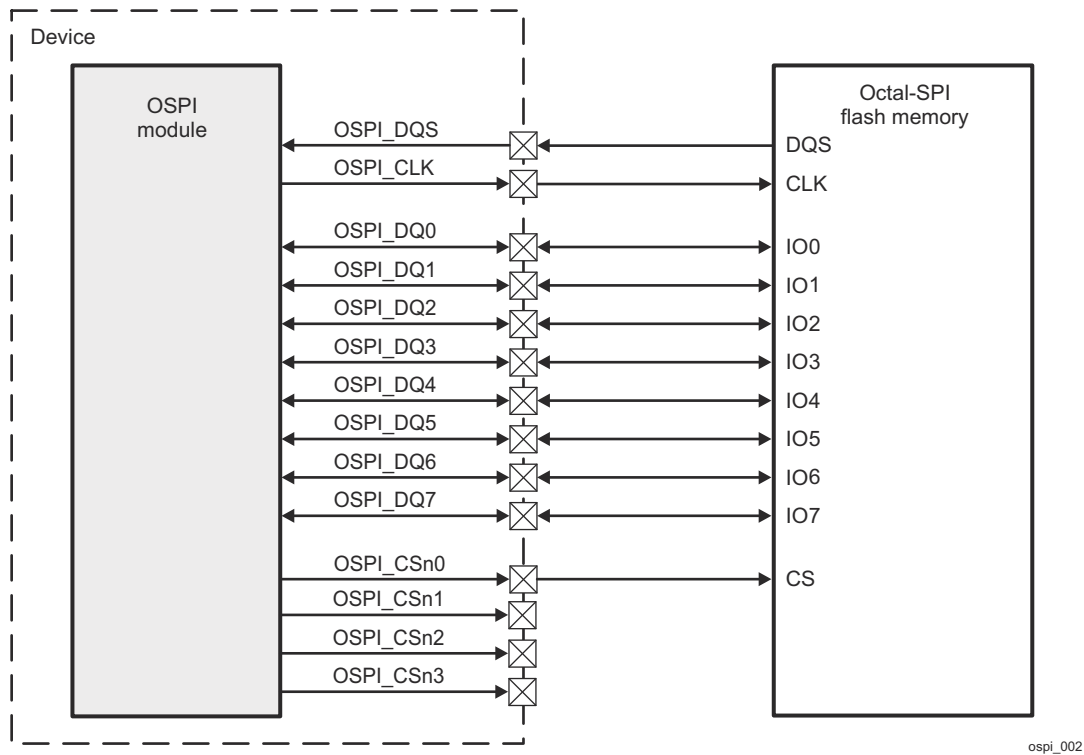 Device
OSPI
module
Octal-SPI
flash memory
OSPI_DQS
DQS
OSPI_CLK
CLK
OSPI_DQ0
IO0
OSPI_DQ1
IO1
OSPI_DQ2
IO2
OSPI_DQ3
IO3
OSPI_DQ4
IO4
OSPI_DQ5
IO5
OSPI_DQ6
IO6
OSPI_DQ7
IO7
OSPI_CSn0
CS
OSPI_CSn1
OSPI_CSn2
OSPI_CSn3
ospi_002